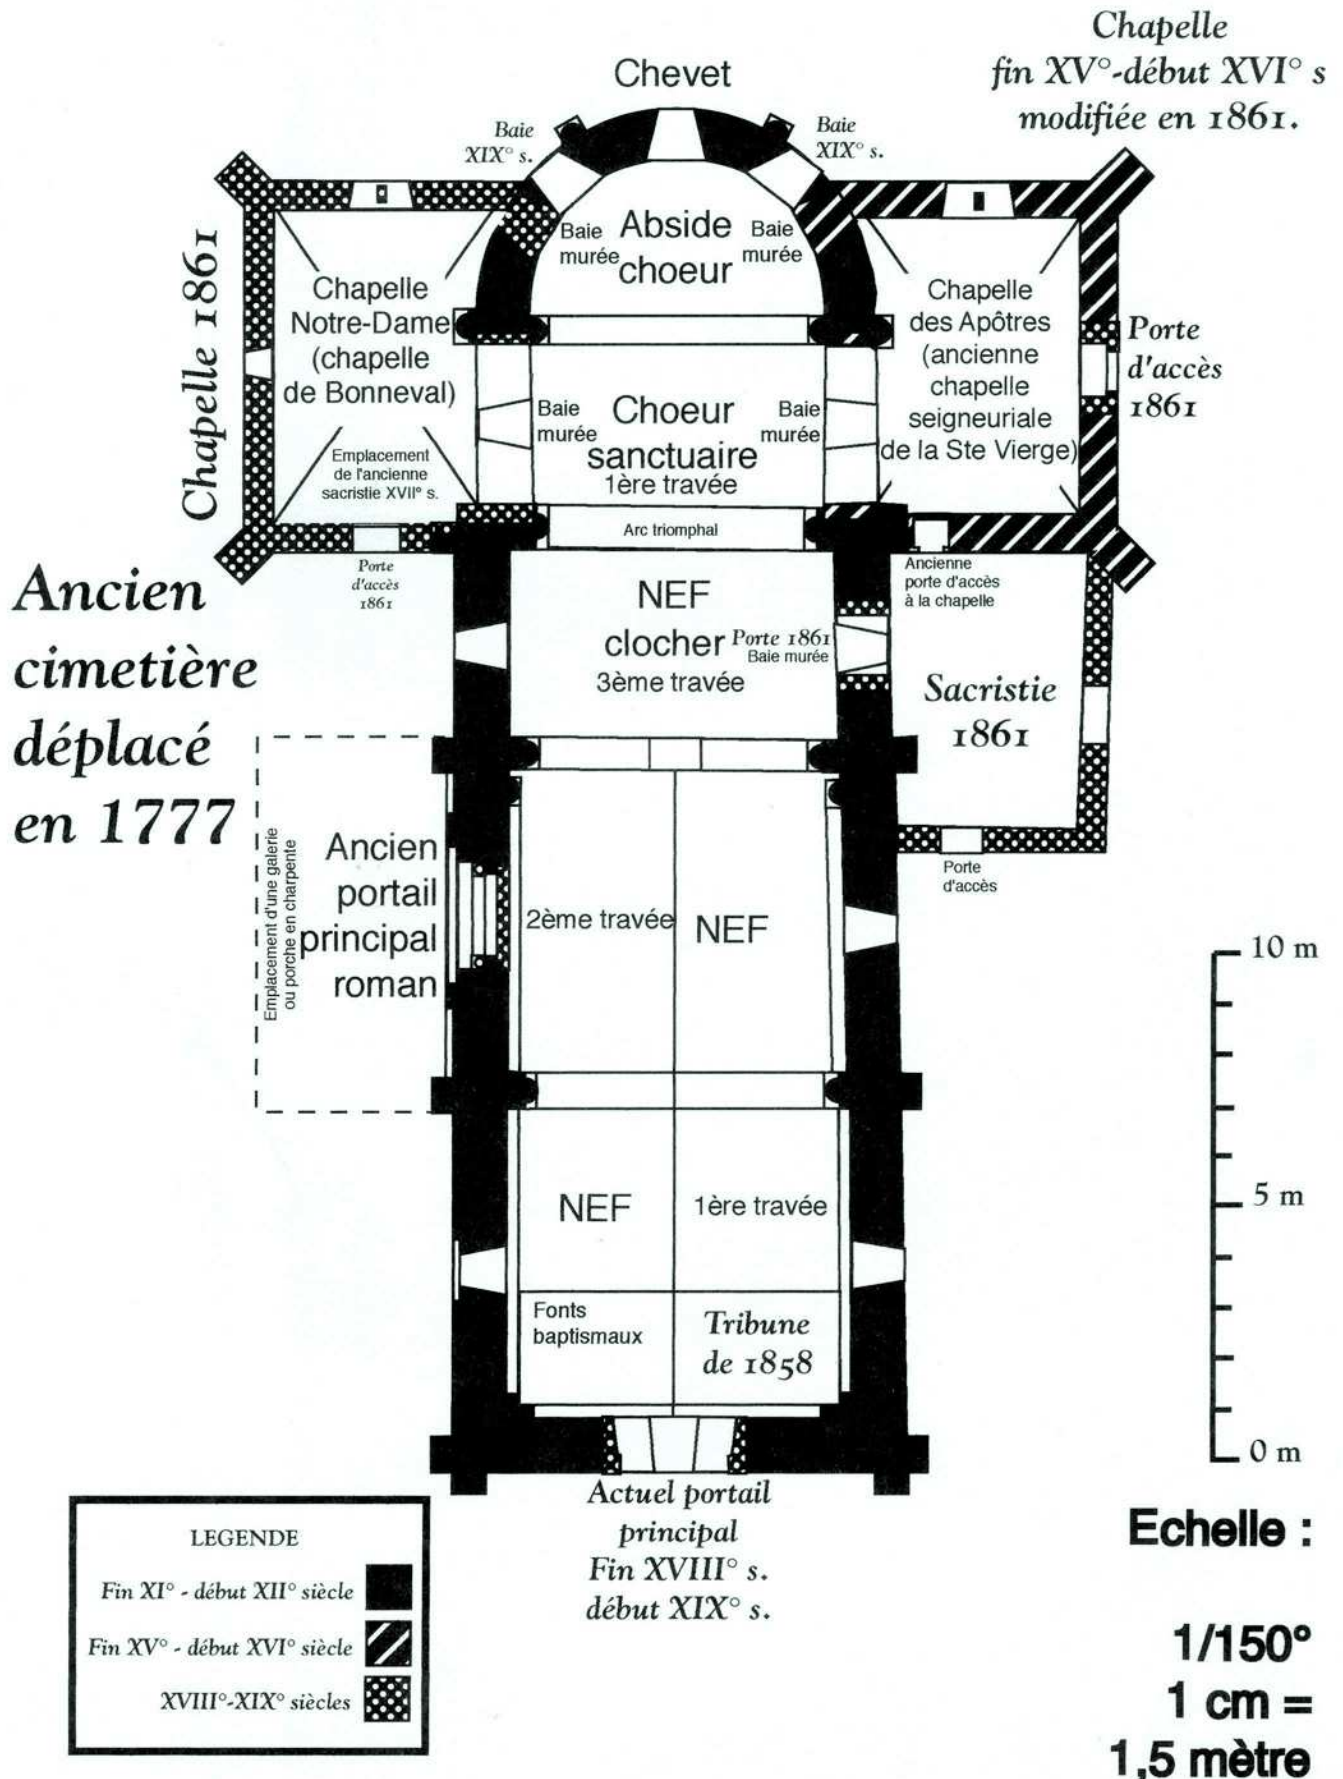 Chapelle
fin XV°-début XVI° s
modifiée en 1861.
Chevet
Baie
XIX° s.
Baie
XIX° s.
Abside
choeur
Baie
murée
Baie
murée
Chapelle 1861
Chapelle
Notre-Dame
(chapelle
de Bonneval)
Emplacement
de l'ancienne
sacristie XVII° s.
Chapelle
des Apôtres
(ancienne
chapelle
seigneuriale
de la Ste Vierge)
Porte
d'accès
1861
Baie
murée
Choeur
sanctuaire
1ère travée
Baie
murée
Arc triomphal
Porte
d'accès
1861
Ancienne
porte d'accès
à la chapelle
Ancien
cimetière
déplacé
en 1777
NEF
clocher
3ème travée
Porte 1861
Baie murée
Sacristie
1861
Porte
d'accès
Emplacement d'une galerie
ou porche en charpente
Ancien
portail
principal
roman
2ème travée
NEF
NEF
1ère travée
Fonts
baptismaux
Tribune
de 1858
10 m
5 m
0 m
Actuel portail
principal
Fin XVIII° s.
début XIX° s.
LEGENDE
Fin XI° - début XII° siècle
Fin XV° - début XVI° siècle
XVIII°-XIX° siècles
Echelle :
1/150°
1 cm =
1,5 mètre